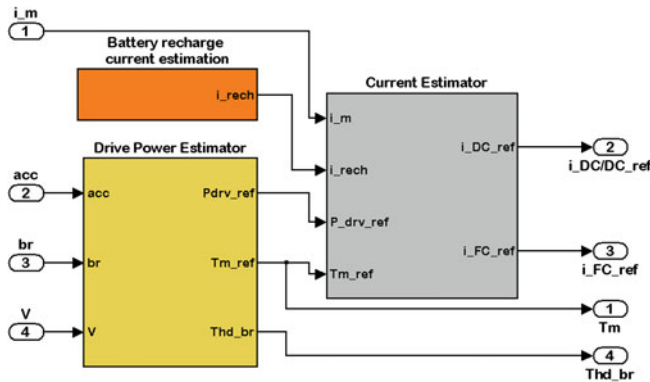 i_m
1
Battery recharge
current estimation
i_rech
Current Estimator
i_m
i_rech
P_drv_ref
Tm_ref
i_DC_ref
i_FC_ref
2
i_DC/DC_ref
3
i_FC_ref
Drive Power Estimator
acc
2
acc
Pdrv_ref
br
3
br
Tm_ref
V
4
V
Thd_br
1
Tm
4
Thd_br